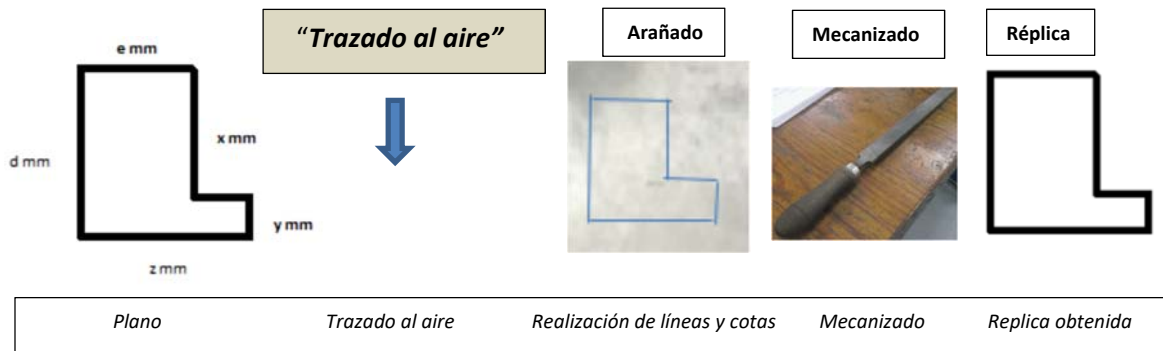 e mm
d mm
x mm
y mm
z mm
“Trazado al aire”
Arañado
Mecanizado
Réplica
Plano
Trazado al aire
Realización de líneas y cotas
Mecanizado
Replica obtenida